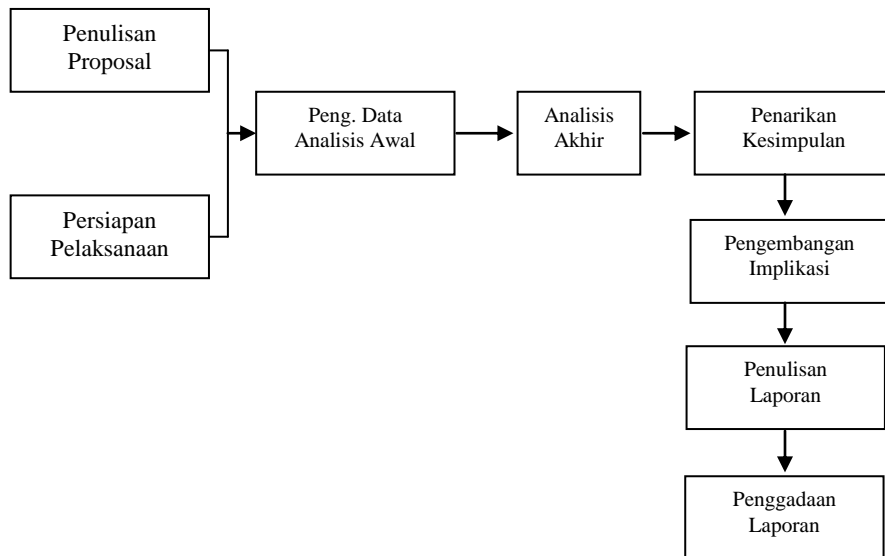 Penulisan
Proposal
Persiapan
Pelaksanaan
Peng. Data
Analisis Awal
Analisis
Akhir
Penarikan
Kesimpulan
Pengembangan
Implikasi
Penulisan
Laporan
Penggadaan
Laporan